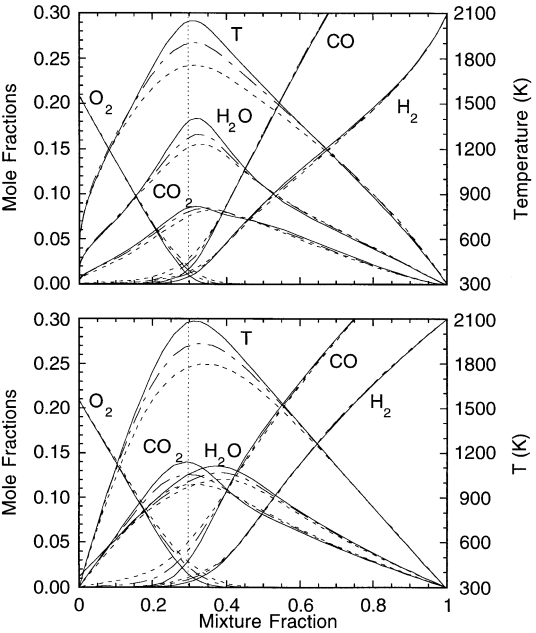 0.30 2100
T CO
0.25 1800
O2 H2
0.20 1500
H2O
0.15 1200
Mole Fractions
Temperature (K)
0.10 CO2 900
0.05 600
0.00 300
0.30 2100
T
CO
0.25 1800
O2 H2
0.20 1500
CO2 H2O
0.15 1200
Mole Fractions
T (K)
0.10 900
0.05 600
0.00 300
0 0.2 0.4 0.6 0.8 1
Mixture Fraction